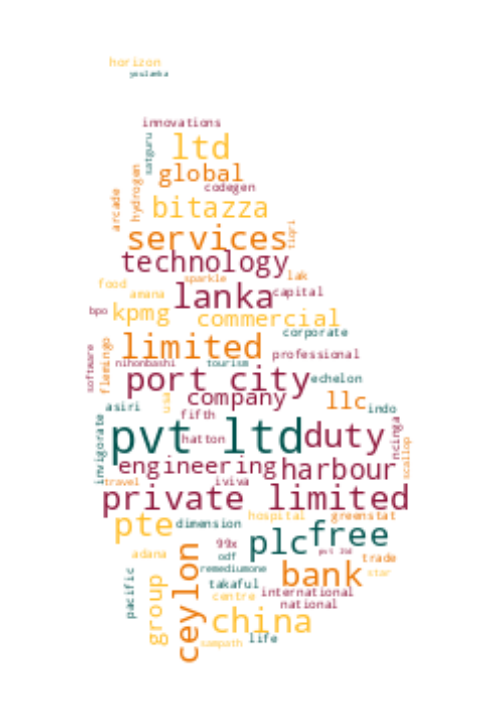 horizon
youlanka
innovations
satguru
ltd
global
codegen
hydrogen
arcade
bitazza
services
tiqri
technology
sparkle
lak
food
amana
lanka
capital
bpo
kpmg
commercial
corporate
limited
professional
software
flemingo
nihonbashi
tourism
port city
echelon
usa
company
llc
asiri
fifth
indo
invigorate
pvt ltd
hatton
duty
ncinga
scallop
engineering
harbour
travel
iviva
private limited
pte
dimension
hospital
greenstat
plc
free
99x
adana
odf
pvt ltd
trade
remediumone
bank
star
pacific
group
ceylon
takaful
centre
international
national
china
sampath
life